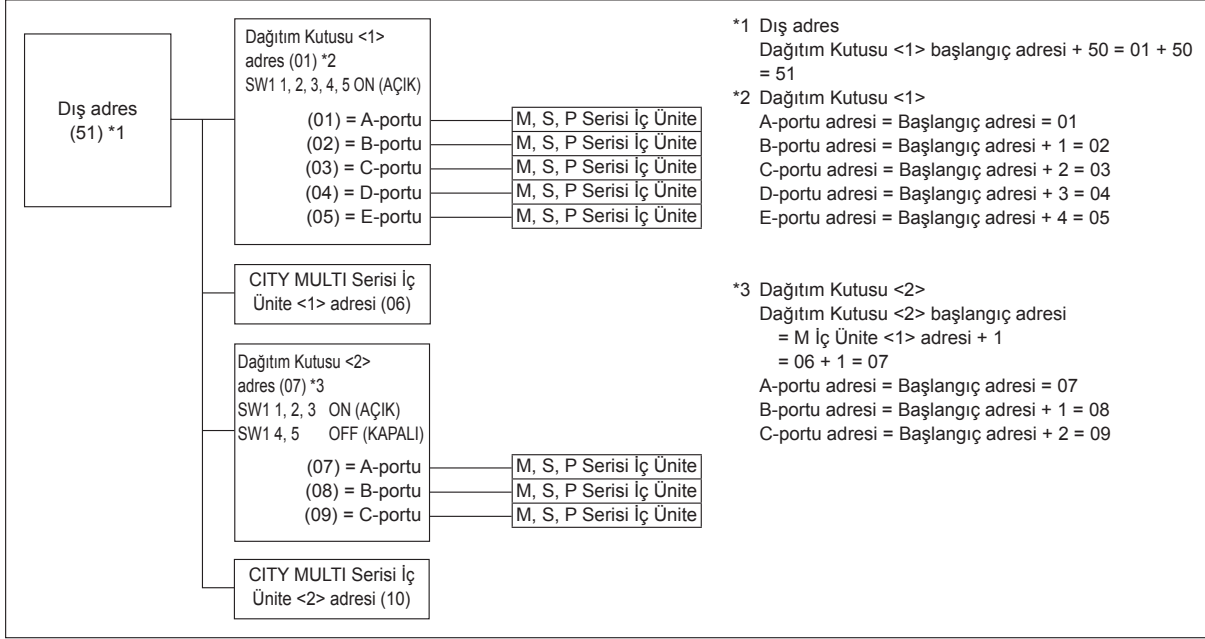 Dış adres
(51) *1
Dağıtım Kutusu <1>
adres (01) *2
SW1 1, 2, 3, 4, 5 ON (AÇIK)
(01) = A-portu
(02) = B-portu
(03) = C-portu
(04) = D-portu
(05) = E-portu
M, S, P Serisi İç Ünite
M, S, P Serisi İç Ünite
M, S, P Serisi İç Ünite
M, S, P Serisi İç Ünite
M, S, P Serisi İç Ünite
CITY MULTI Serisi İç
Ünite <1> adresi (06)
Dağıtım Kutusu <2>
adres (07) *3
SW1 1, 2, 3 ON (AÇIK)
SW1 4, 5 OFF (KAPALI)
(07) = A-portu
(08) = B-portu
(09) = C-portu
M, S, P Serisi İç Ünite
M, S, P Serisi İç Ünite
M, S, P Serisi İç Ünite
CITY MULTI Serisi İç
Ünite <2> adresi (10)
*1 Dış adres
Dağıtım Kutusu <1> başlangıç adresi + 50 = 01 + 50
= 51
*2 Dağıtım Kutusu <1>
A-portu adresi = Başlangıç adresi = 01
B-portu adresi = Başlangıç adresi + 1 = 02
C-portu adresi = Başlangıç adresi + 2 = 03
D-portu adresi = Başlangıç adresi + 3 = 04
E-portu adresi = Başlangıç adresi + 4 = 05
*3 Dağıtım Kutusu <2>
Dağıtım Kutusu <2> başlangıç adresi
= M İç Ünite <1> adresi + 1
= 06 + 1 = 07
A-portu adresi = Başlangıç adresi = 07
B-portu adresi = Başlangıç adresi + 1 = 08
C-portu adresi = Başlangıç adresi + 2 = 09